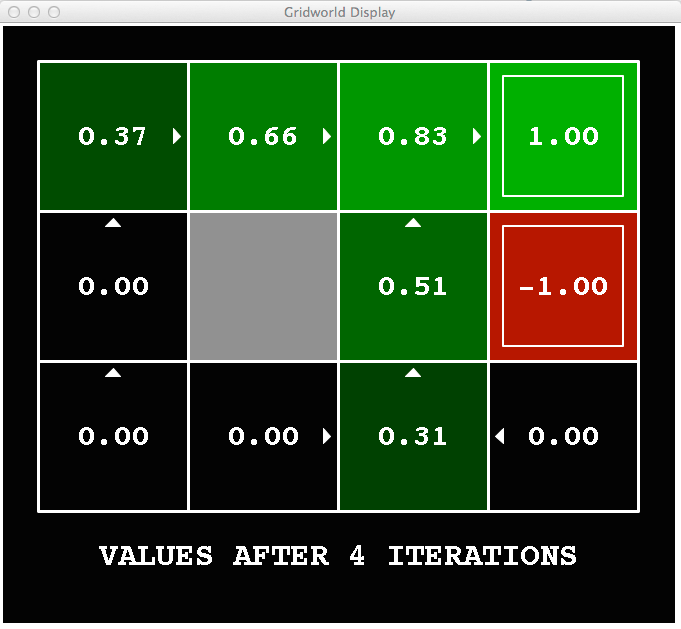 Gridworld Display
0.37 0.66 0.83 1.00
0.00 0.51 -1.00
0.00 0.00 0.31 0.00
VALUES AFTER 4 ITERATIONS